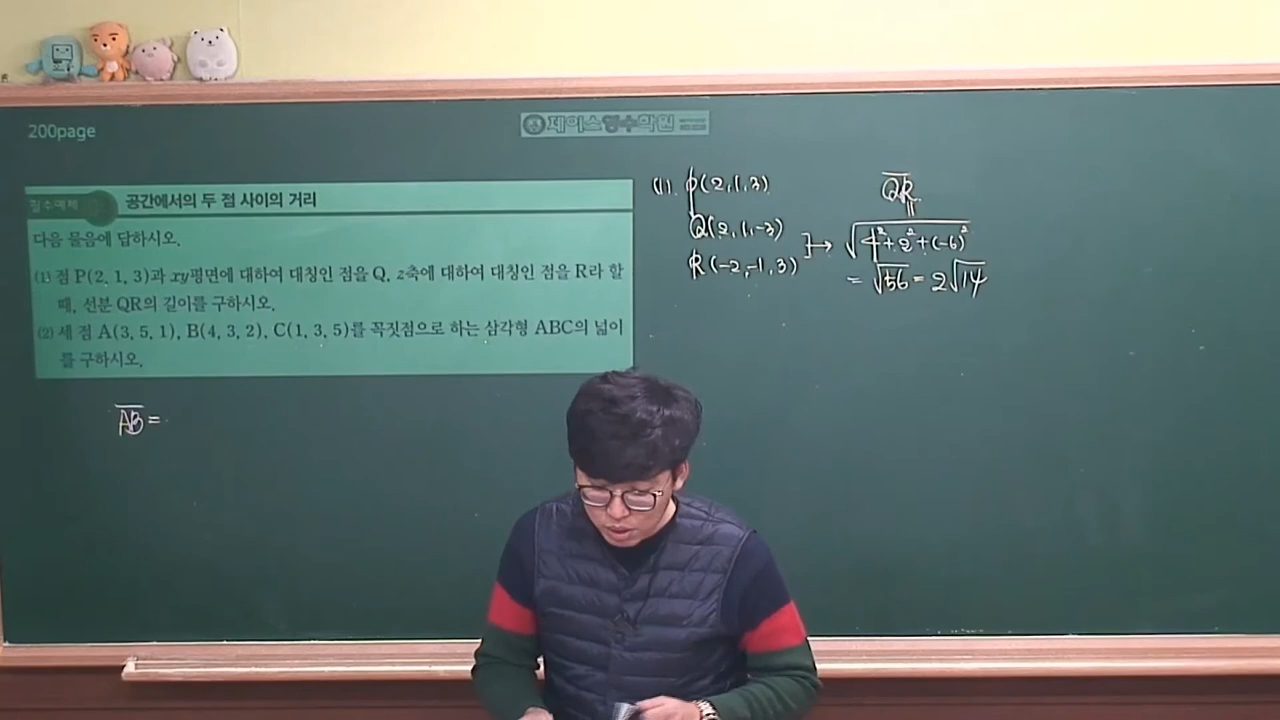 200page
제이스영수학원
필수예제
공간에서의 두 점 사이의 거리
다음 물음에 답하시오.
(1) 점 P(2, 1, 3)과 xy평면에 대하여 대칭인 점을 Q, z축에 대하여 대칭인 점을 R라 할
때, 선분 QR의 길이를 구하시오.
(2) 세 점 A(3, 5, 1), B(4, 3, 2), C(1, 3, 5)를 꼭짓점으로 하는 삼각형 ABC의 넓이
를 구하시오.
A̅B̅ =
(1). P(2,1,3)
Q(2,1,-3)
R(-2,-1,3)
Q̅R̅
√4²+2²+(-6)²
= √56 = 2√14